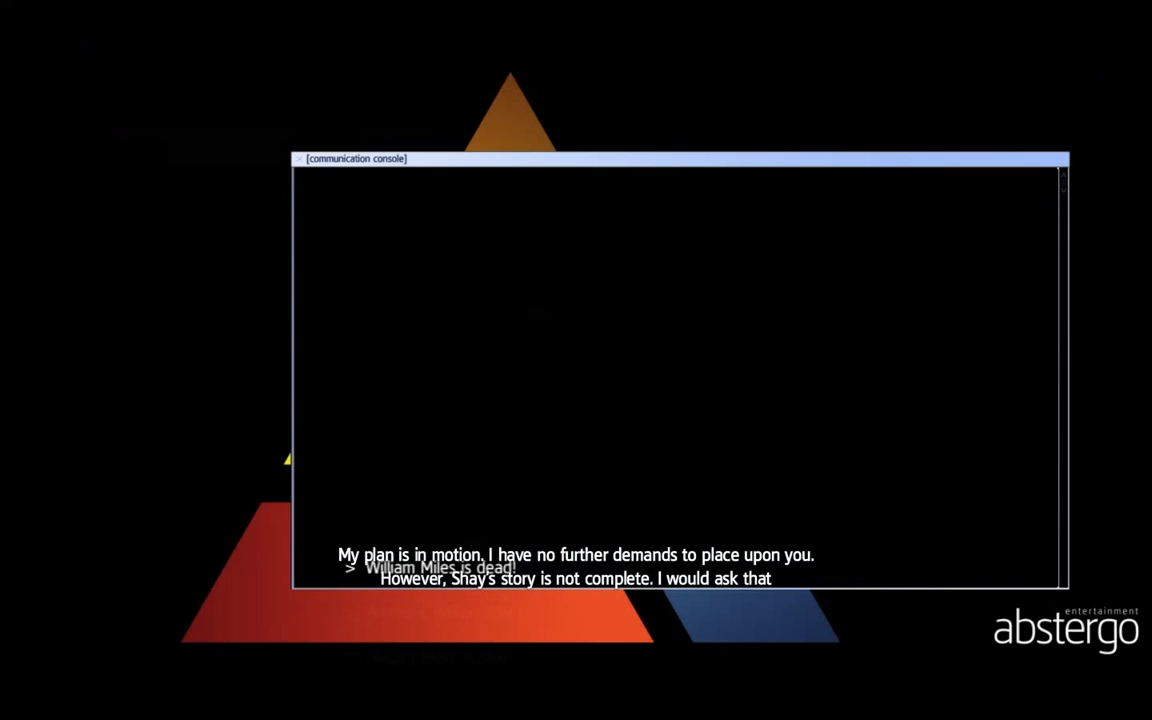 [communication console]
My plan is in motion. I have no further demands to place upon you.
> William Miles is dead!
However, Shay's story is not complete. I would ask that
entertainment
abstergo